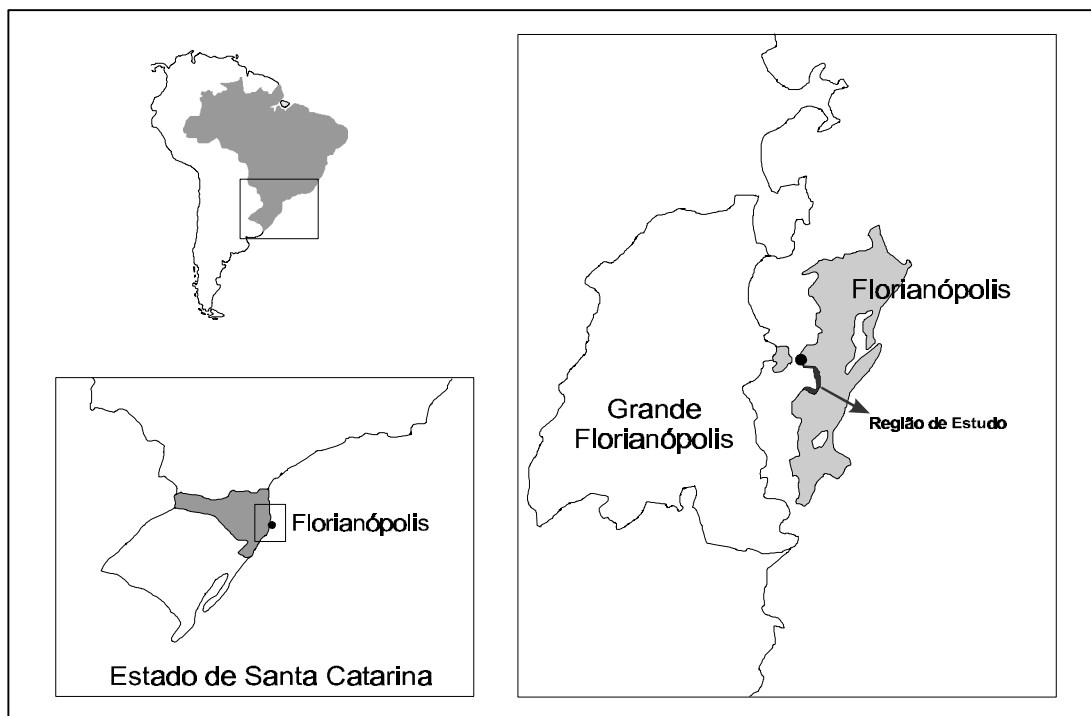 Florianópolis
Estado de Santa Catarina
Florianópolis
Grande
Florianópolis
Região de Estudo